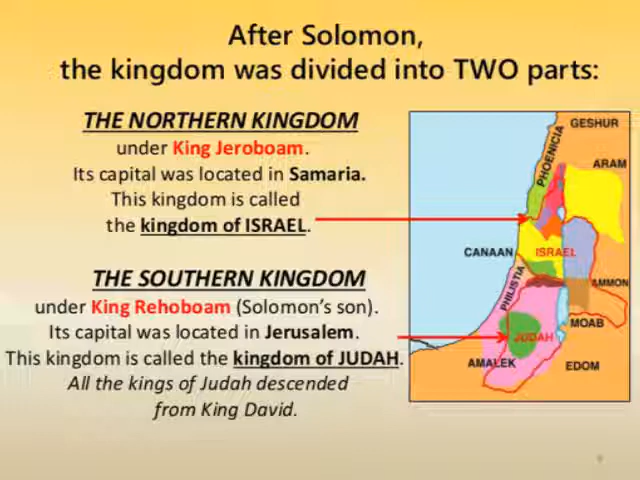 After Solomon,
the kingdom was divided into TWO parts:
THE NORTHERN KINGDOM
under King Jeroboam.
Its capital was located in Samaria.
This kingdom is called
the kingdom of ISRAEL.
THE SOUTHERN KINGDOM
under King Rehoboam (Solomon's son).
Its capital was located in Jerusalem.
This kingdom is called the kingdom of JUDAH.
All the kings of Judah descended
from King David.
GESHUR
PHOENICIA
ARAM
CANAAN
ISRAEL
PHILISTIA
AMMON
MOAB
JUDAH
AMALEK
EDOM